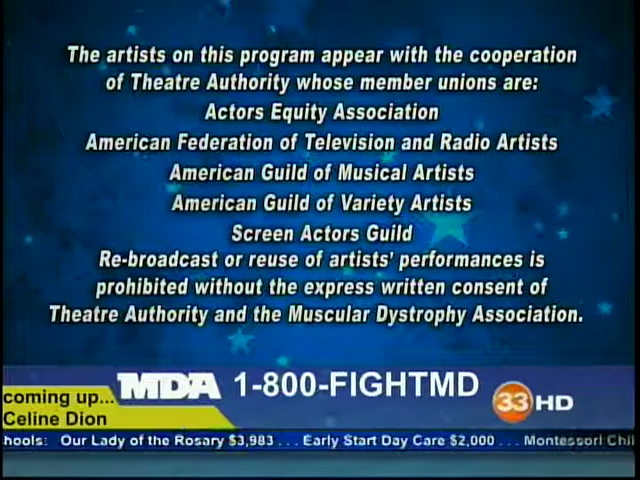 The artists on this program appear with the cooperation
of Theatre Authority whose member unions are:
Actors Equity Association
American Federation of Television and Radio Artists
American Guild of Musical Artists
American Guild of Variety Artists
Screen Actors Guild
Re-broadcast or reuse of artists' performances is
prohibited without the express written consent of
Theatre Authority and the Muscular Dystrophy Association.
MDA 1-800-FIGHTMD
33 HD
coming up...
Celine Dion
hools: Our Lady of the Rosary $3,983 . . . Early Start Day Care $2,000 . . . Montessori Chil